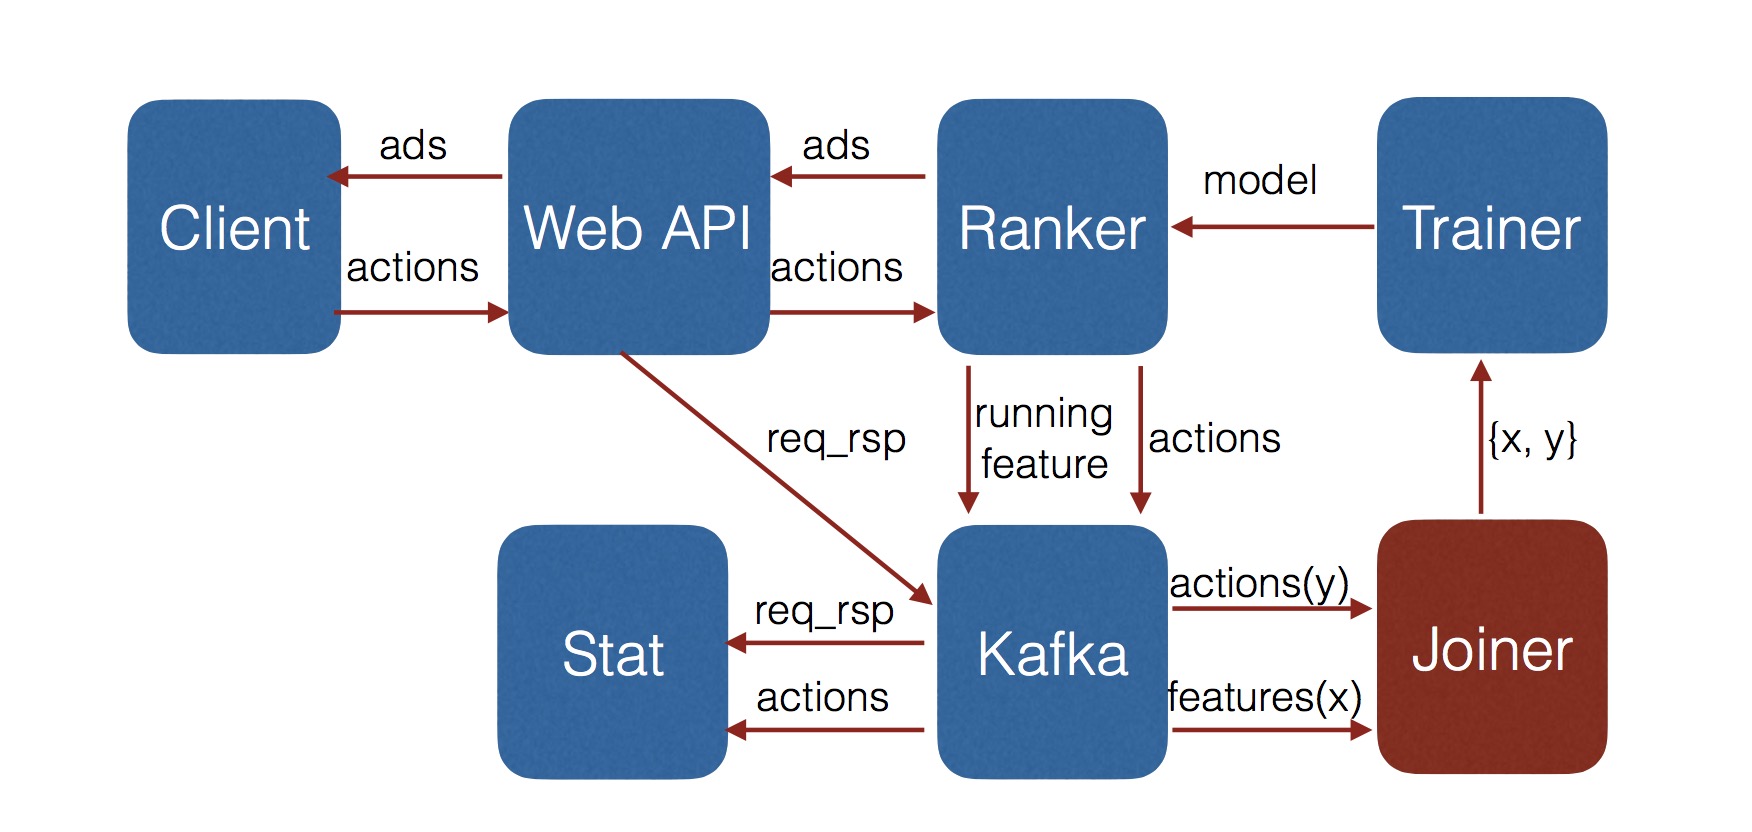 ads
ads
model
Client
Web API
Ranker
Trainer
actions
actions
req_rsp
running
feature
actions
{x, y}
req_rsp
actions(y)
Stat
Kafka
Joiner
actions
features(x)